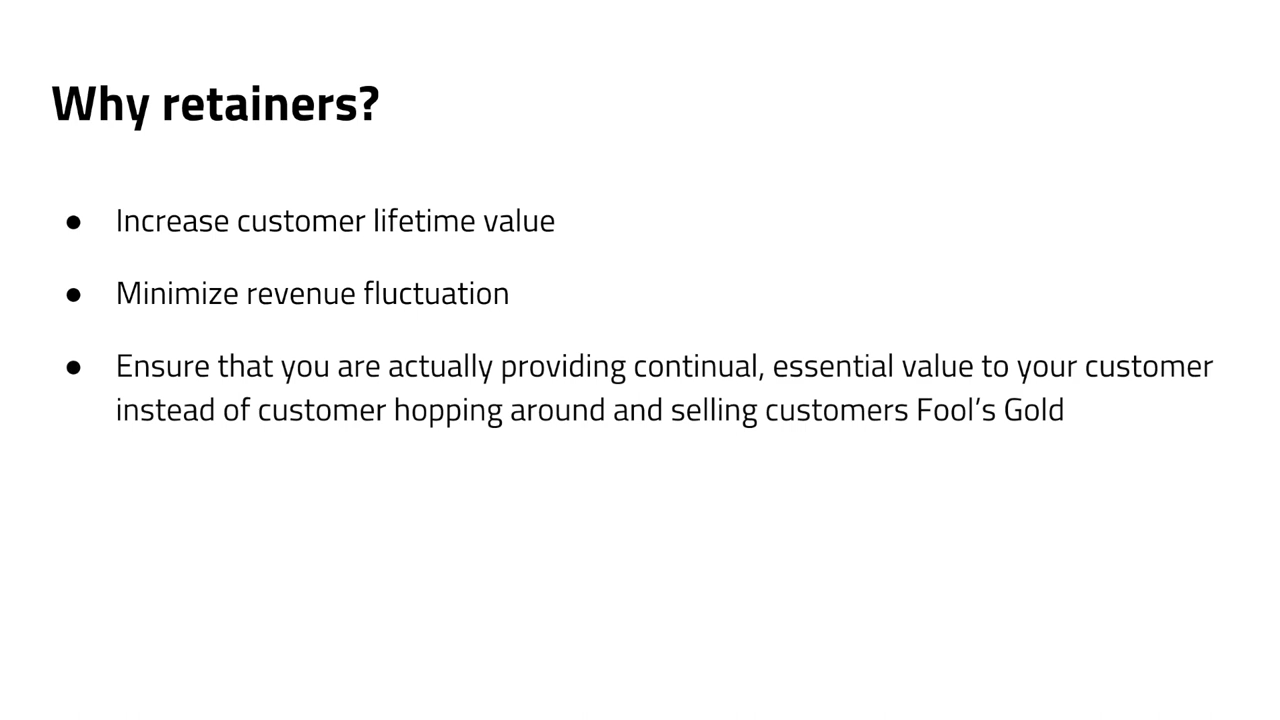 Why retainers?
● Increase customer lifetime value
● Minimize revenue fluctuation
● Ensure that you are actually providing continual, essential value to your customer
instead of customer hopping around and selling customers Fool’s Gold